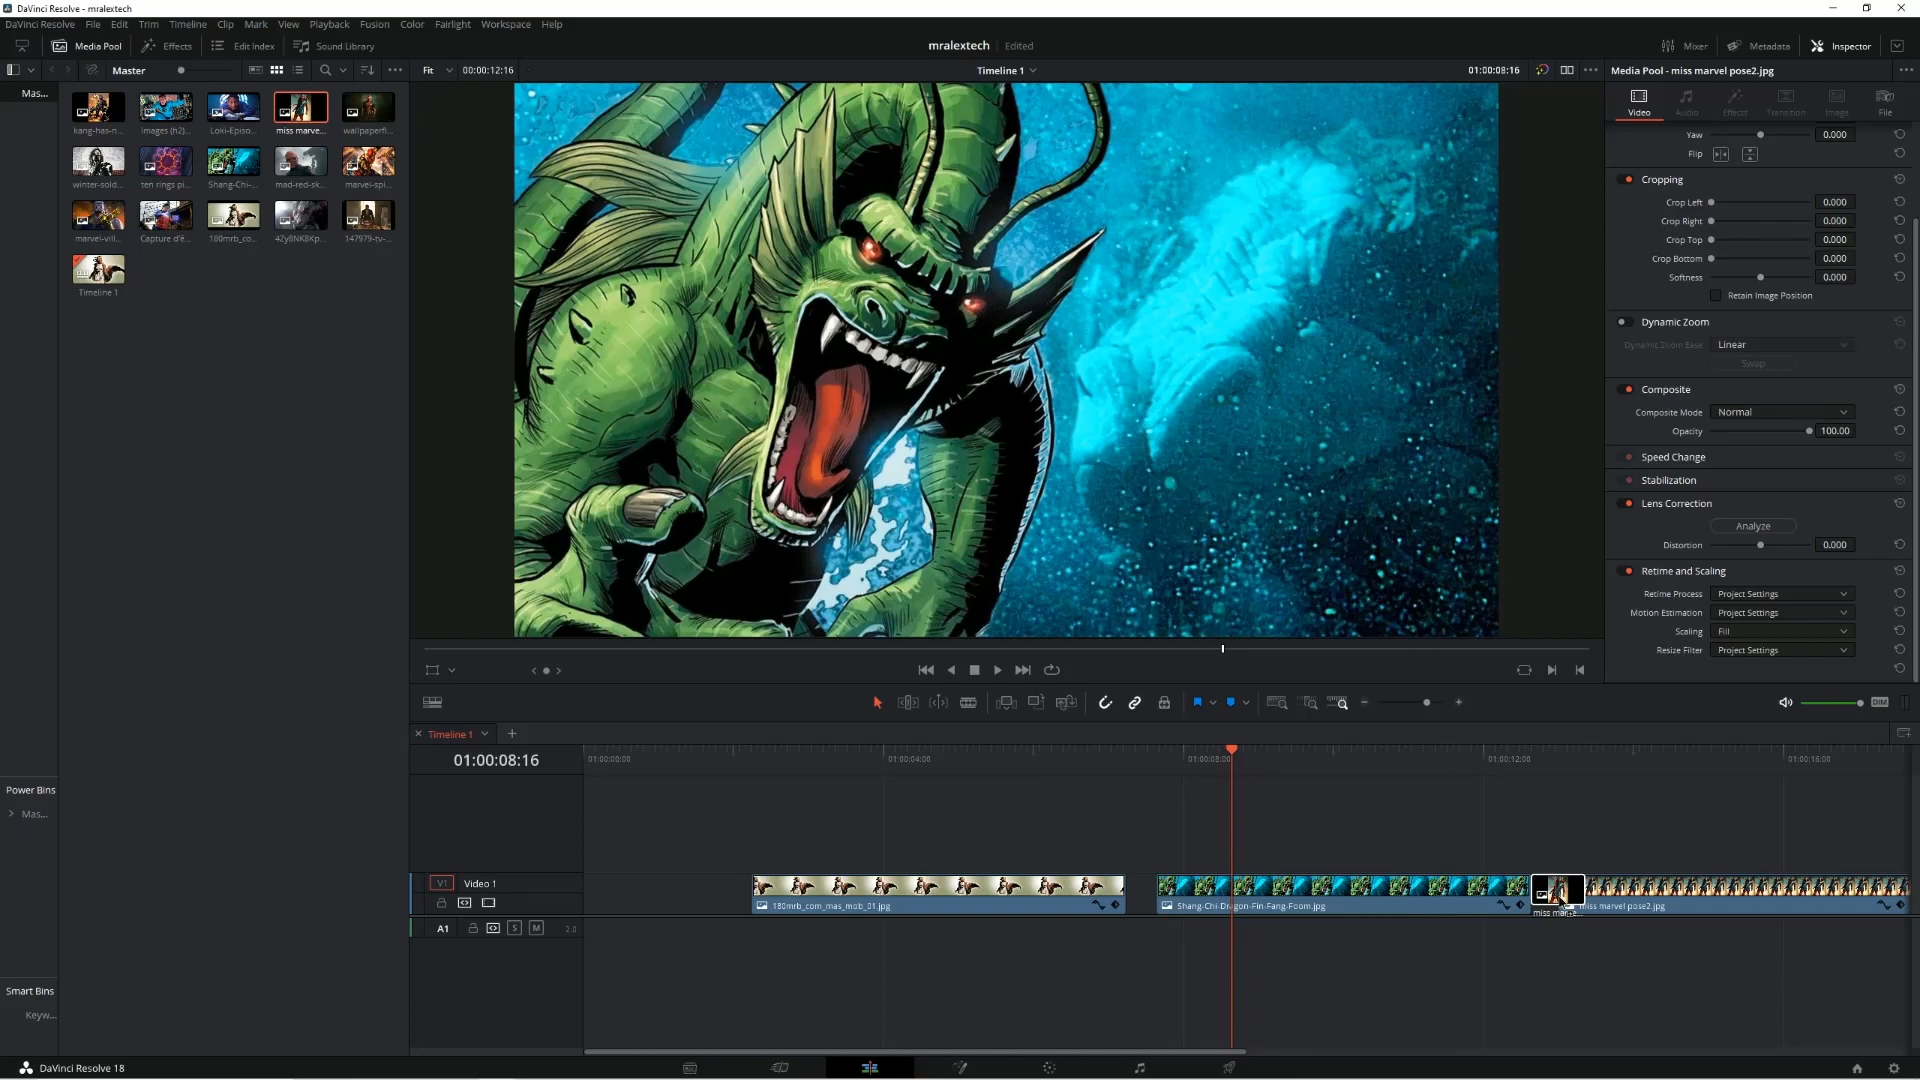 DaVinci Resolve - mralextech
DaVinci Resolve File Edit Trim Timeline Clip Mark View Playback Fusion Color Fairlight Workspace Help
Media Pool Effects Edit Index Sound Library mralextech Edited Mixer Metadata Inspector
Master Fit 00:00:12:16 Timeline 1 01:00:08:16 Media Pool - miss marvel pose2.jpg
Mas...
Video Audio Effects Transition Image File
kang-has-n... images (h2)... Loki-Episo... miss marve... wallpaperfl...
Yaw 0.000
Flip
Cropping
winter-sold... ten rings pi... Shang-Chi-... mad-red-sk... marvel-spi...
Crop Left 0.000
Crop Right 0.000
Crop Top 0.000
marvel-vill... Capture d'é... 180mrb_co... 4ZyBNKBKp... 147979-tv-...
Crop Bottom 0.000
Softness 0.000
Timeline 1
Retain Image Position
Dynamic Zoom
Dynamic Zoom Ease Linear
Swap
Composite
Composite Mode Normal
Opacity 100.00
Speed Change
Stabilization
Lens Correction
Analyze
Distortion 0.000
Retime and Scaling
Retime Process Project Settings
Motion Estimation Project Settings
Scaling Fill
Resize Filter Project Settings
DIM
Timeline 1
01:00:08:16 01:00:00:00 01:00:04:00 01:00:08:00 01:00:12:00 01:00:16:00
Power Bins
Mas...
V1 Video 1
180mrb_com_mas_mob_01.jpg Shang-Chi-Dragon-Fin-Fang-Foom.jpg miss marvel pose2.jpg
miss marve...
A1 S M 2.0
Smart Bins
Keyw...
DaVinci Resolve 18